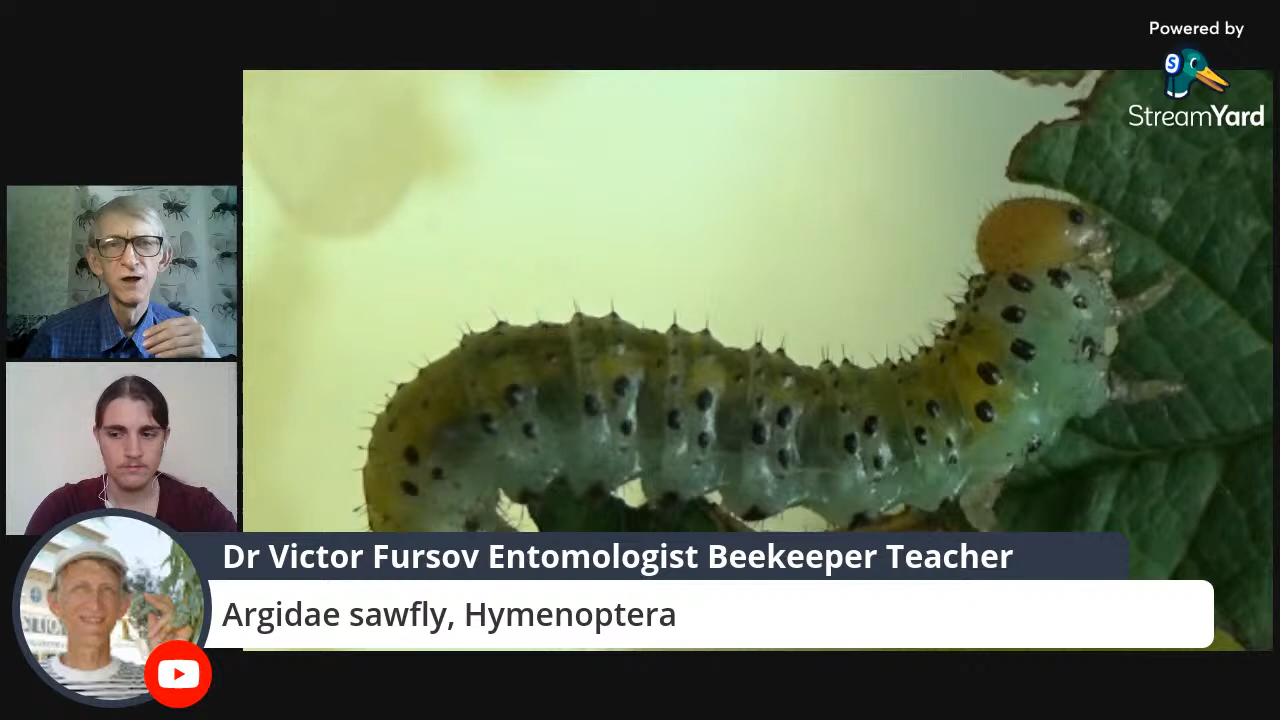 Powered by
StreamYard
Dr Victor Fursov Entomologist Beekeeper Teacher
Argidae sawfly, Hymenoptera